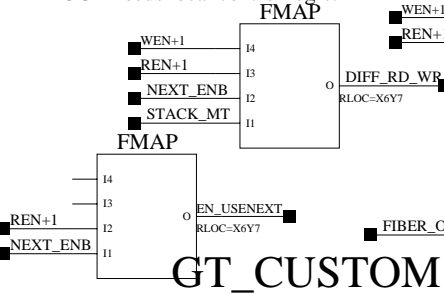 FMAP
WEN+1
REN+1
WEN+1 I4
REN+1 I3
NEXT_ENB I2
STACK_MT I1
O DIFF_RD_WR
RLOC=X6Y7
FMAP
I4
I3
REN+1 I2
NEXT_ENB I1
O EN_USENEXT
RLOC=X6Y7
FIBER_O
GT_CUSTOM